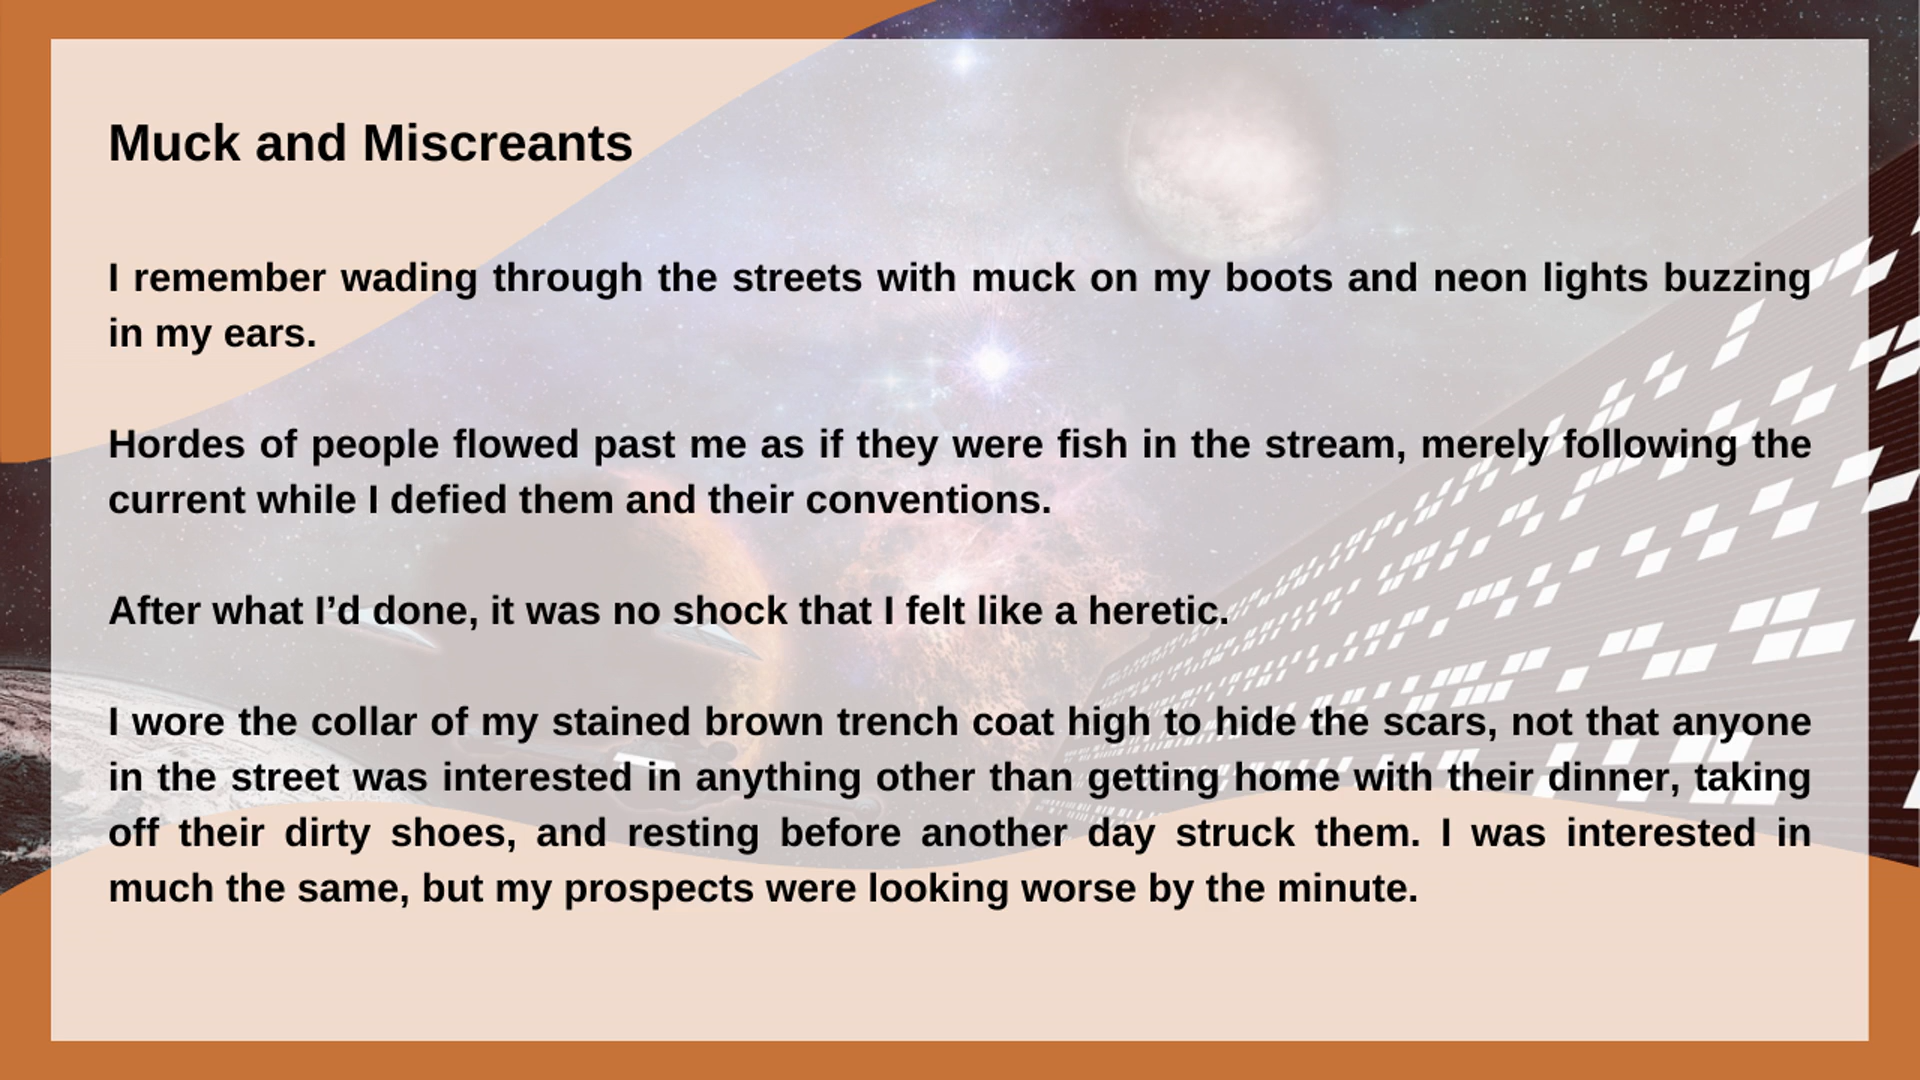 Muck and Miscreants
I remember wading through the streets with muck on my boots and neon lights buzzing
in my ears.
Hordes of people flowed past me as if they were fish in the stream, merely following the
current while I defied them and their conventions.
After what I’d done, it was no shock that I felt like a heretic.
I wore the collar of my stained brown trench coat high to hide the scars, not that anyone
in the street was interested in anything other than getting home with their dinner, taking
off their dirty shoes, and resting before another day struck them. I was interested in
much the same, but my prospects were looking worse by the minute.